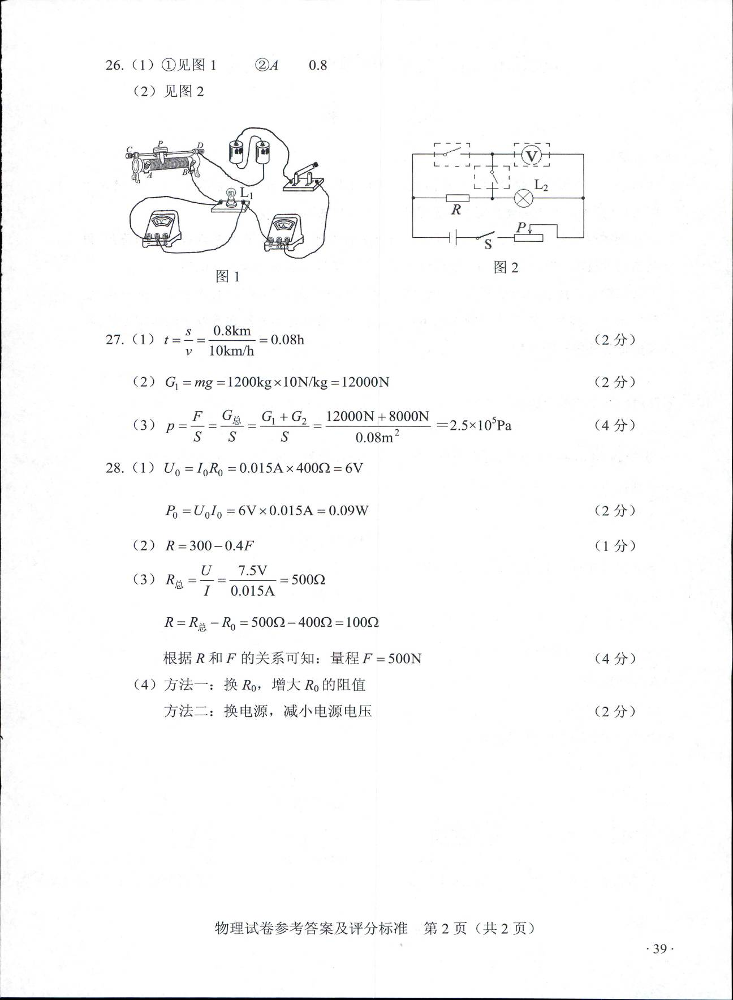 26.（1）①见图 1 ②A 0.8
（2）见图 2
C P D
A B
L₁
V
A
V
L₂
R
P
S
图 1
图 2
27.（1）t = s/v = 0.8km/10km/h = 0.08h （2 分）
（2）G₁ = mg = 1200kg × 10N/kg = 12000N （2 分）
（3）p = F/S = G总/S = (G₁ + G₂)/S = (12000N + 8000N)/0.08m² = 2.5×10⁵Pa （4 分）
28.（1）U₀ = I₀R₀ = 0.015A × 400Ω = 6V
P₀ = U₀I₀ = 6V × 0.015A = 0.09W （2 分）
（2）R = 300 − 0.4F （1 分）
（3）R总 = U/I = 7.5V/0.015A = 500Ω
R = R总 − R₀ = 500Ω − 400Ω = 100Ω
根据 R 和 F 的关系可知：量程 F = 500N （4 分）
（4）方法一：换 R₀，增大 R₀ 的阻值
方法二：换电源，减小电源电压 （2 分）
物理试卷参考答案及评分标准 第 2 页（共 2 页）
· 39 ·